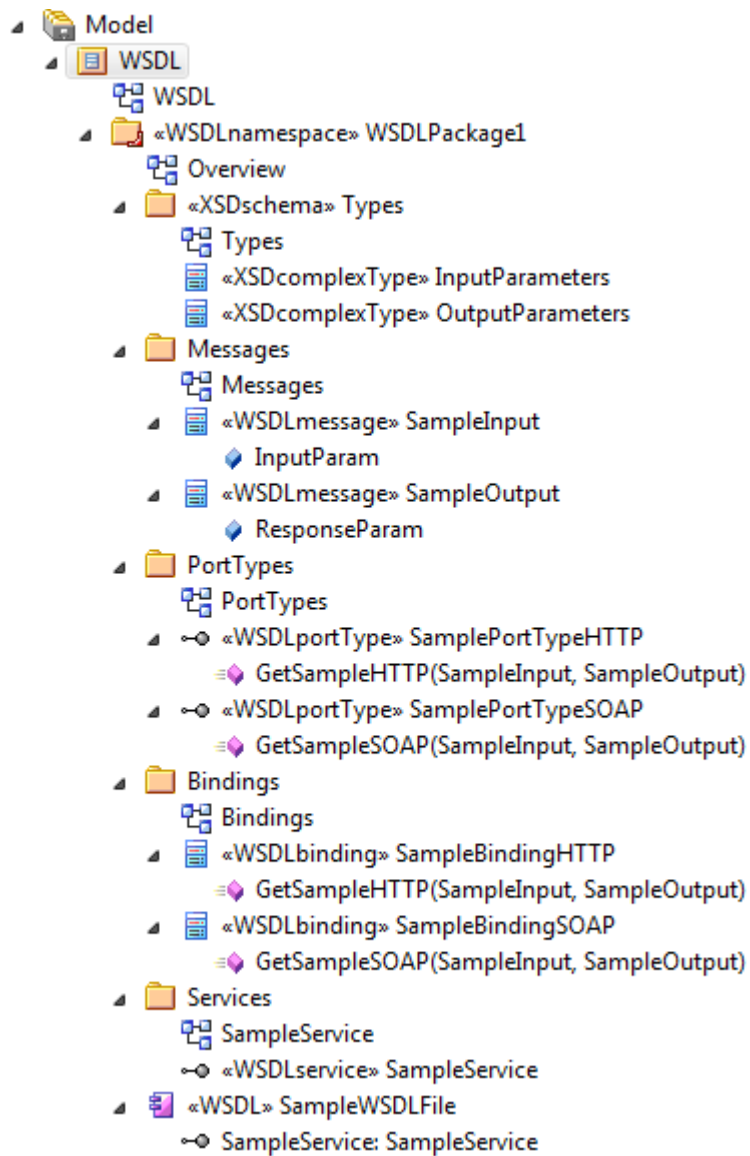 Model
WSDL
WSDL
«WSDLnamespace» WSDLPackage1
Overview
«XSDschema» Types
Types
«XSDcomplexType» InputParameters
«XSDcomplexType» OutputParameters
Messages
Messages
«WSDLmessage» SampleInput
InputParam
«WSDLmessage» SampleOutput
ResponseParam
PortTypes
PortTypes
«WSDLportType» SamplePortTypeHTTP
GetSampleHTTP(SampleInput, SampleOutput)
«WSDLportType» SamplePortTypeSOAP
GetSampleSOAP(SampleInput, SampleOutput)
Bindings
Bindings
«WSDLbinding» SampleBindingHTTP
GetSampleHTTP(SampleInput, SampleOutput)
«WSDLbinding» SampleBindingSOAP
GetSampleSOAP(SampleInput, SampleOutput)
Services
SampleService
«WSDLservice» SampleService
«WSDL» SampleWSDLFile
SampleService: SampleService